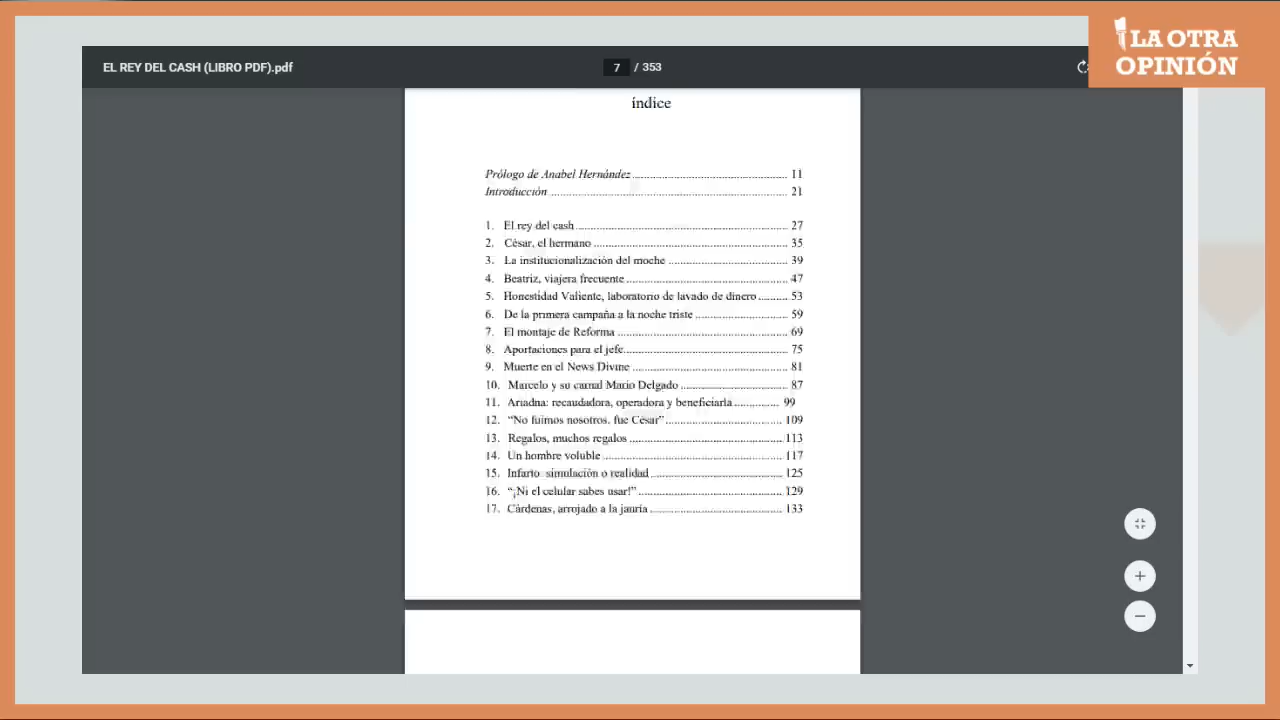 LA OTRA
OPINIÓN
EL REY DEL CASH (LIBRO PDF).pdf
7 / 353
índice
Prólogo de Anabel Hernández 11
Introducción 21
1. El rey del cash 27
2. César, el hermano 35
3. La institucionalización del moche 39
4. Beatriz, viajera frecuente 47
5. Honestidad Valiente, laboratorio de lavado de dinero 53
6. De la primera campaña a la noche triste 59
7. El montaje de Reforma 69
8. Aportaciones para el jefe 75
9. Muerte en el News Divine 81
10. Marcelo y su carnal Mario Delgado 87
11. Ariadna: recaudadora, operadora y beneficiaria 99
12. “No fuimos nosotros, fue César” 109
13. Regalos, muchos regalos 113
14. Un hombre voluble 117
15. Infarto simulación o realidad 125
16. “¡Ni el celular sabes usar!” 129
17. Cárdenas, arrojado a la jauría 133